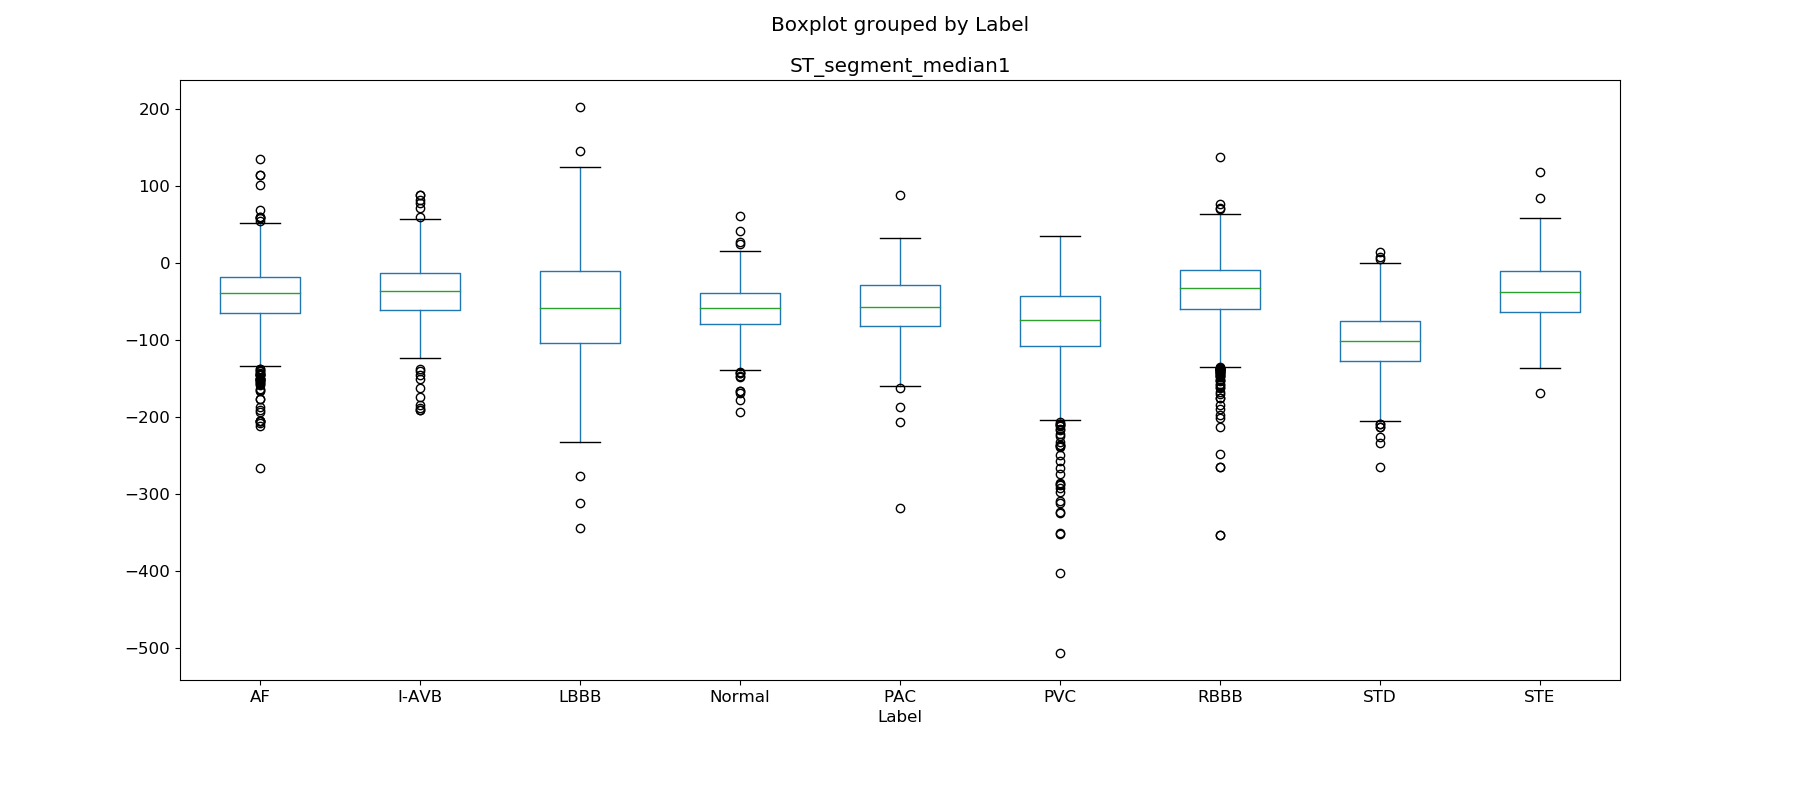 Boxplot grouped by Label
ST_segment_median1
200
100
0
−100
−200
−300
−400
−500
AF I-AVB LBBB Normal PAC PVC RBBB STD STE
Label